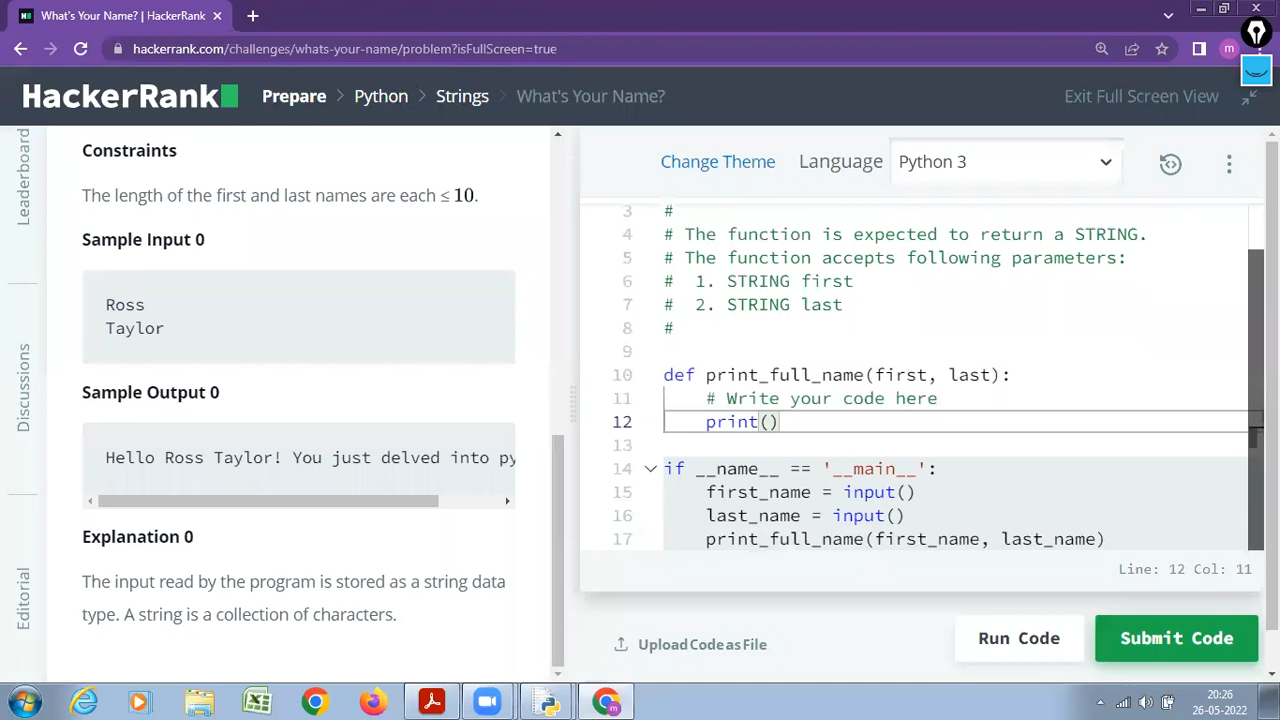 What's Your Name? | HackerRank
hackerrank.com/challenges/whats-your-name/problem?isFullScreen=true
m
HackerRank
Prepare > Python > Strings > What's Your Name?
Exit Full Screen View
Leaderboard
Discussions
Editorial
Constraints
The length of the first and last names are each ≤ 10.
Sample Input 0
Ross
Taylor
Sample Output 0
Hello Ross Taylor! You just delved into py
Explanation 0
The input read by the program is stored as a string data
type. A string is a collection of characters.
Change Theme Language Python 3
3 #
4 # The function is expected to return a STRING.
5 # The function accepts following parameters:
6 #  1. STRING first
7 #  2. STRING last
8 #
9
10 def print_full_name(first, last):
11     # Write your code here
12     print()
13
14 if __name__ == '__main__':
15     first_name = input()
16     last_name = input()
17     print_full_name(first_name, last_name)
Line: 12 Col: 11
Upload Code as File
Run Code
Submit Code
20:26
26-05-2022